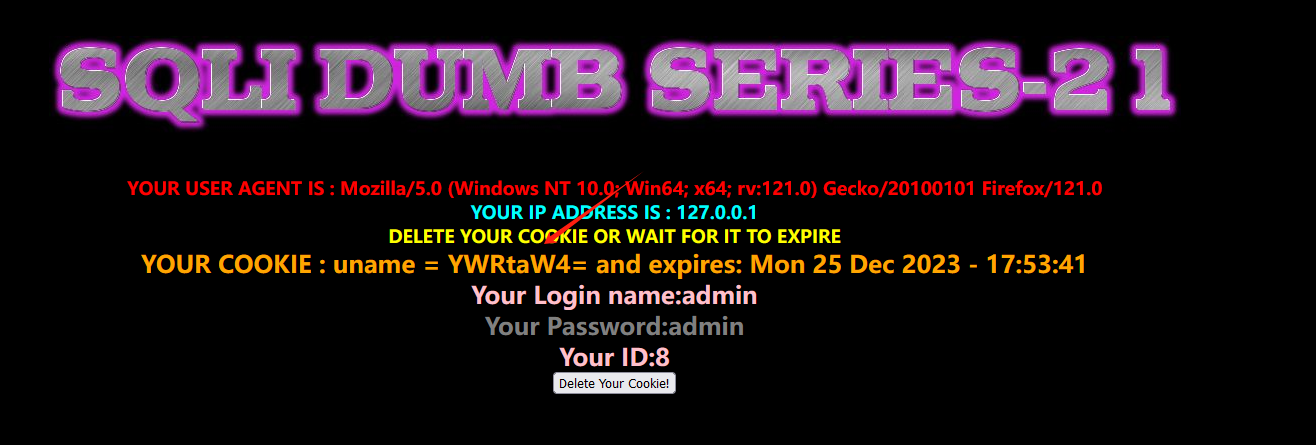 SQLI DUMB SERIES-21
YOUR USER AGENT IS : Mozilla/5.0 (Windows NT 10.0; Win64; x64; rv:121.0) Gecko/20100101 Firefox/121.0
YOUR IP ADDRESS IS : 127.0.0.1
DELETE YOUR COOKIE OR WAIT FOR IT TO EXPIRE
YOUR COOKIE : uname = YWRtaW4= and expires: Mon 25 Dec 2023 - 17:53:41
Your Login name:admin
Your Password:admin
Your ID:8
Delete Your Cookie!